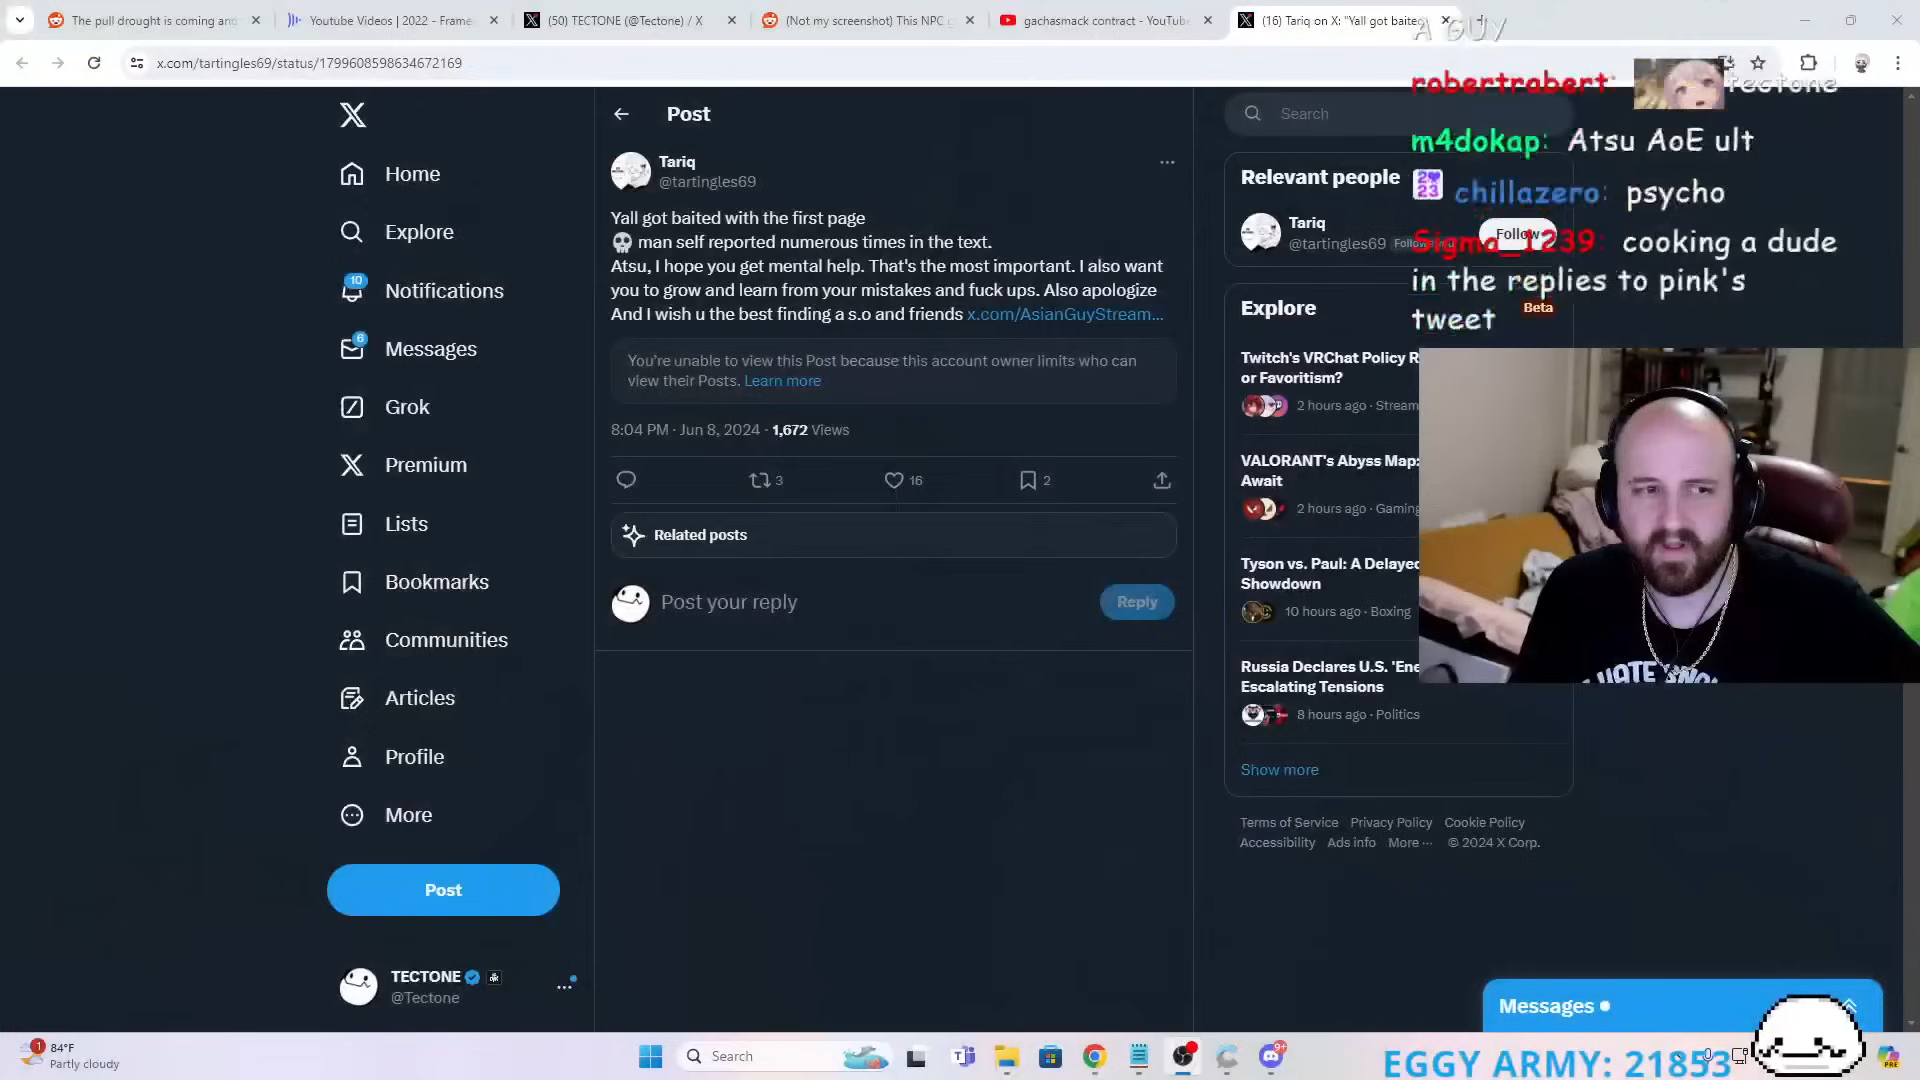 The pull drought is coming and
Youtube Videos | 2022 - Frame
(50) TECTONE (@Tectone) / X
(Not my screenshot) This NPC
gachasmack contract - YouTube
(16) Tariq on X: "Yall got baited
x.com/tartingles69/status/1799608598634672169
A GUY
robertrabert: tectone
m4dokap: Atsu AoE ult
chillazero: psycho
Sigma_1239: cooking a dude
in the replies to pink's
tweet
Home
Explore
10
Notifications
6
Messages
Grok
Premium
Lists
Bookmarks
Communities
Articles
Profile
More
Post
TECTONE
@Tectone
Post
Tariq
@tartingles69
Yall got baited with the first page
💀 man self reported numerous times in the text.
Atsu, I hope you get mental help. That's the most important. I also want
you to grow and learn from your mistakes and fuck ups. Also apologize
And I wish u the best finding a s.o and friends x.com/AsianGuyStream...
You're unable to view this Post because this account owner limits who can
view their Posts. Learn more
8:04 PM · Jun 8, 2024 · 1,672 Views
3
16
2
Related posts
Post your reply
Reply
Search
Relevant people
Tariq
@tartingles69
Follow
Explore
Beta
Twitch's VRChat Policy R
or Favoritism?
2 hours ago · Stream
VALORANT's Abyss Map:
Await
2 hours ago · Gaming
Tyson vs. Paul: A Delayed
Showdown
10 hours ago · Boxing
Russia Declares U.S. 'Ene
Escalating Tensions
8 hours ago · Politics
Show more
Terms of Service Privacy Policy Cookie Policy
Accessibility Ads info More ··· © 2024 X Corp.
Messages
1
84°F
Partly cloudy
Search
9+
EGGY ARMY: 21853